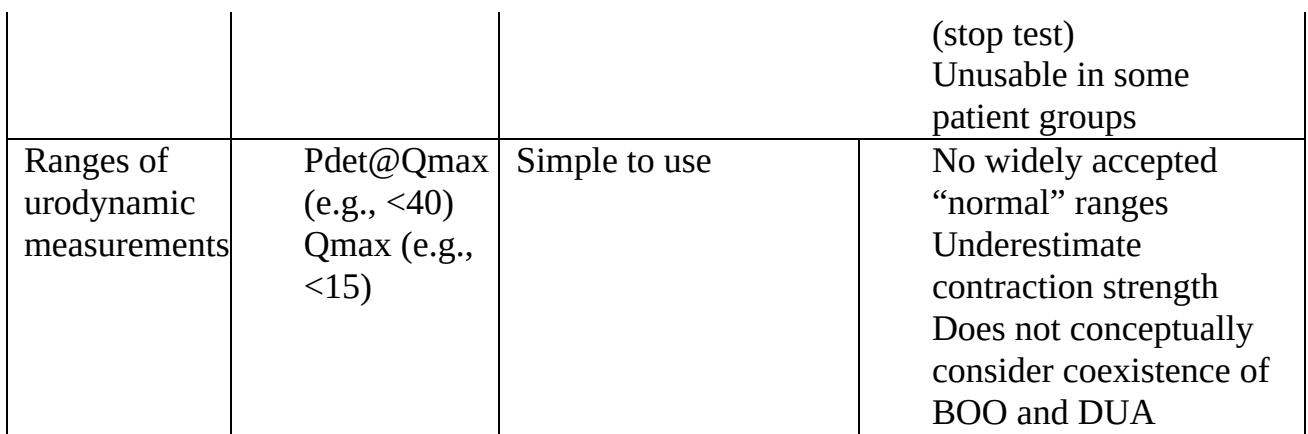 (stop test)
Unusable in some
patient groups
Ranges of
urodynamic
measurements
Pdet@Qmax
(e.g., <40)
Qmax (e.g.,
<15)
Simple to use
No widely accepted
“normal” ranges
Underestimate
contraction strength
Does not conceptually
consider coexistence of
BOO and DUA